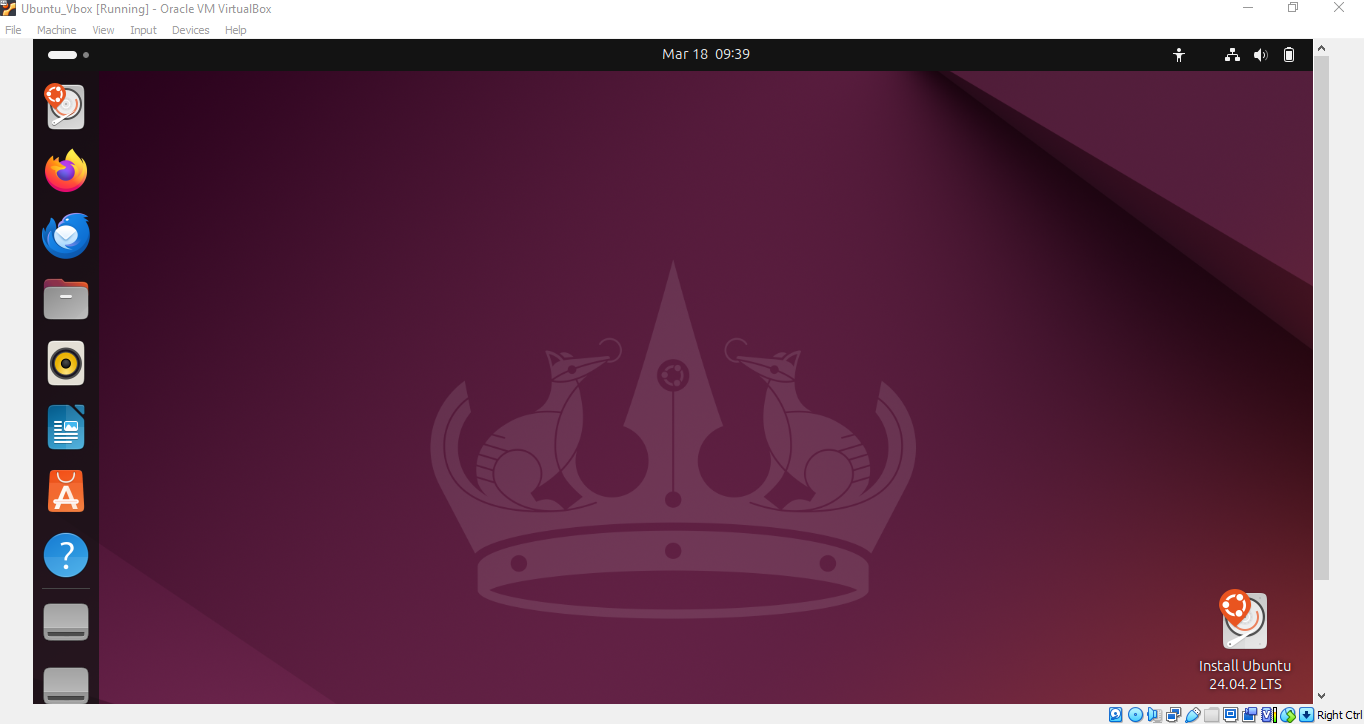 Ubuntu_Vbox [Running] - Oracle VM VirtualBox
File Machine View Input Devices Help
Mar 18 09:39
Install Ubuntu
24.04.2 LTS
Right Ctrl